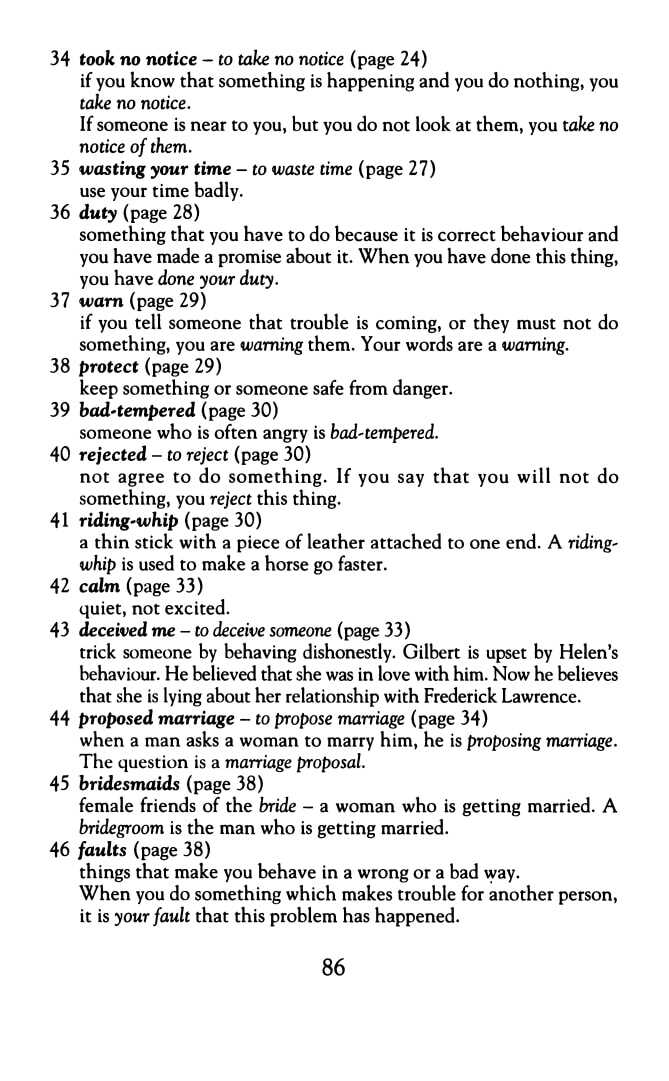 34 took no notice – to take no notice (page 24)
if you know that something is happening and you do nothing, you
take no notice.
If someone is near to you, but you do not look at them, you take no
notice of them.
35 wasting your time – to waste time (page 27)
use your time badly.
36 duty (page 28)
something that you have to do because it is correct behaviour and
you have made a promise about it. When you have done this thing,
you have done your duty.
37 warn (page 29)
if you tell someone that trouble is coming, or they must not do
something, you are warning them. Your words are a warning.
38 protect (page 29)
keep something or someone safe from danger.
39 bad-tempered (page 30)
someone who is often angry is bad-tempered.
40 rejected – to reject (page 30)
not agree to do something. If you say that you will not do
something, you reject this thing.
41 riding-whip (page 30)
a thin stick with a piece of leather attached to one end. A riding-
whip is used to make a horse go faster.
42 calm (page 33)
quiet, not excited.
43 deceived me – to deceive someone (page 33)
trick someone by behaving dishonestly. Gilbert is upset by Helen's
behaviour. He believed that she was in love with him. Now he believes
that she is lying about her relationship with Frederick Lawrence.
44 proposed marriage – to propose marriage (page 34)
when a man asks a woman to marry him, he is proposing marriage.
The question is a marriage proposal.
45 bridesmaids (page 38)
female friends of the bride – a woman who is getting married. A
bridegroom is the man who is getting married.
46 faults (page 38)
things that make you behave in a wrong or a bad way.
When you do something which makes trouble for another person,
it is your fault that this problem has happened.
86